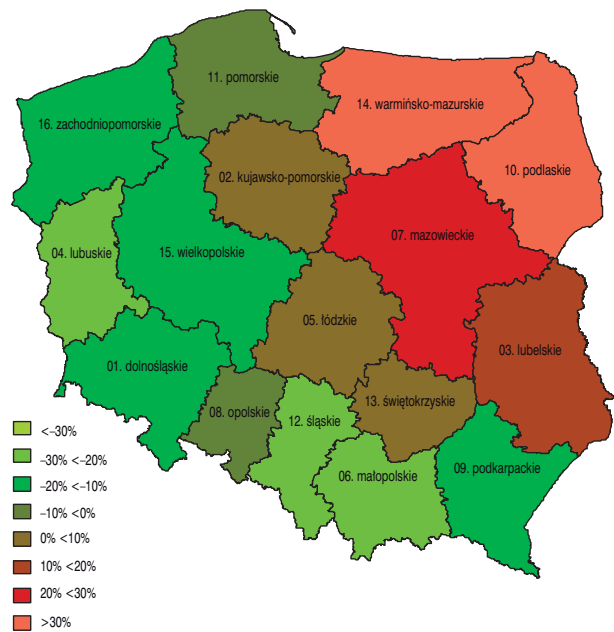 11. pomorskie
14. warmińsko-mazurskie
16. zachodniopomorskie
10. podlaskie
02. kujawsko-pomorskie
07. mazowieckie
04. lubuskie
15. wielkopolskie
05. łódzkie
03. lubelskie
01. dolnośląskie
13. świętokrzyskie
08. opolskie
12. śląskie
09. podkarpackie
06. małopolskie
<–30%
–30% <–20%
–20% <–10%
–10% <0%
0% <10%
10% <20%
20% <30%
>30%